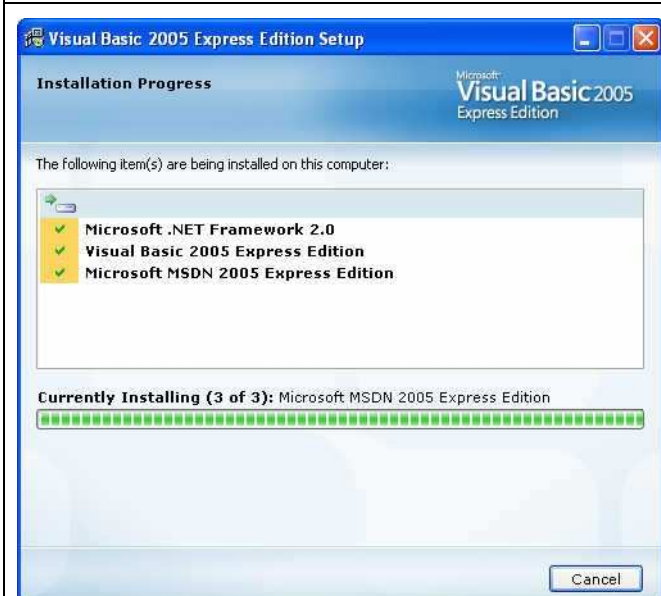 Visual Basic 2005 Express Edition Setup
Installation Progress
Microsoft
Visual Basic 2005
Express Edition
The following item(s) are being installed on this computer:
Microsoft .NET Framework 2.0
Visual Basic 2005 Express Edition
Microsoft MSDN 2005 Express Edition
Currently Installing (3 of 3): Microsoft MSDN 2005 Express Edition
Cancel